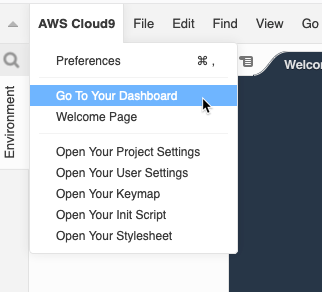 AWS Cloud9 File Edit Find View Go
Preferences ⌘ ,
Go To Your Dashboard
Welcome Page
Open Your Project Settings
Open Your User Settings
Open Your Keymap
Open Your Init Script
Open Your Stylesheet
Environment
Welco